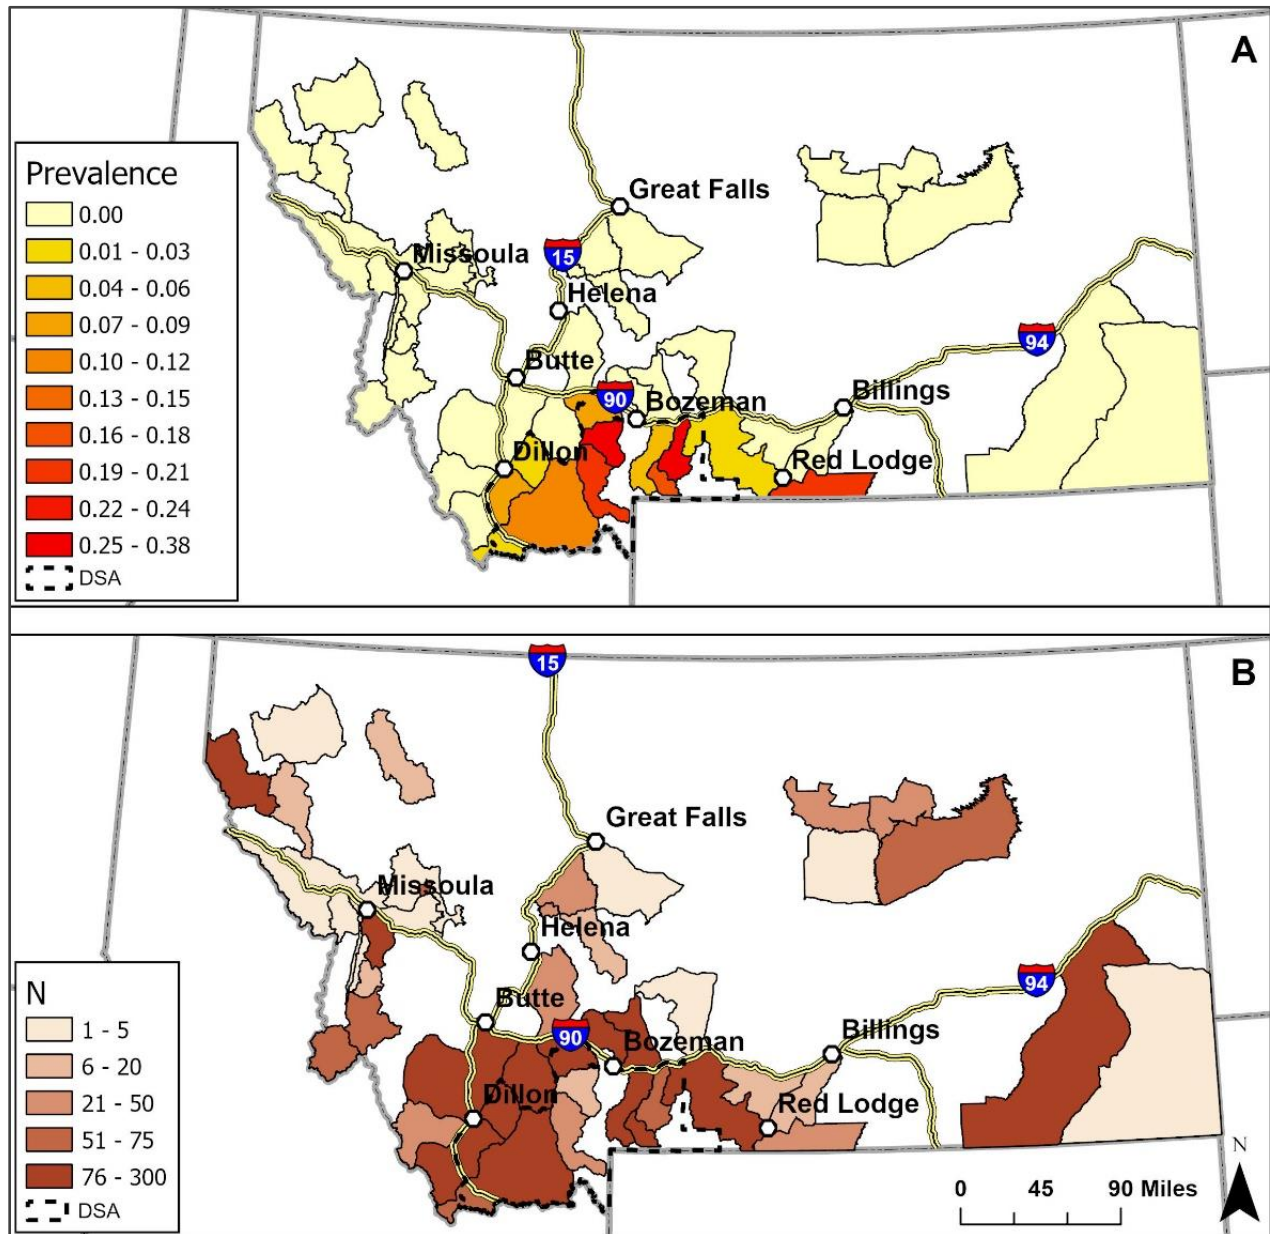 A
Prevalence
0.00
0.01 - 0.03
0.04 - 0.06
0.07 - 0.09
0.10 - 0.12
0.13 - 0.15
0.16 - 0.18
0.19 - 0.21
0.22 - 0.24
0.25 - 0.38
DSA
Great Falls
Missoula
15
Helena
94
Butte
90
Billings
Bozeman
Dillon
Red Lodge
B
15
Great Falls
Missoula
Helena
94
Butte
90
Billings
Bozeman
Dillon
Red Lodge
N
1 - 5
6 - 20
21 - 50
51 - 75
76 - 300
DSA
N
0 45 90 Miles